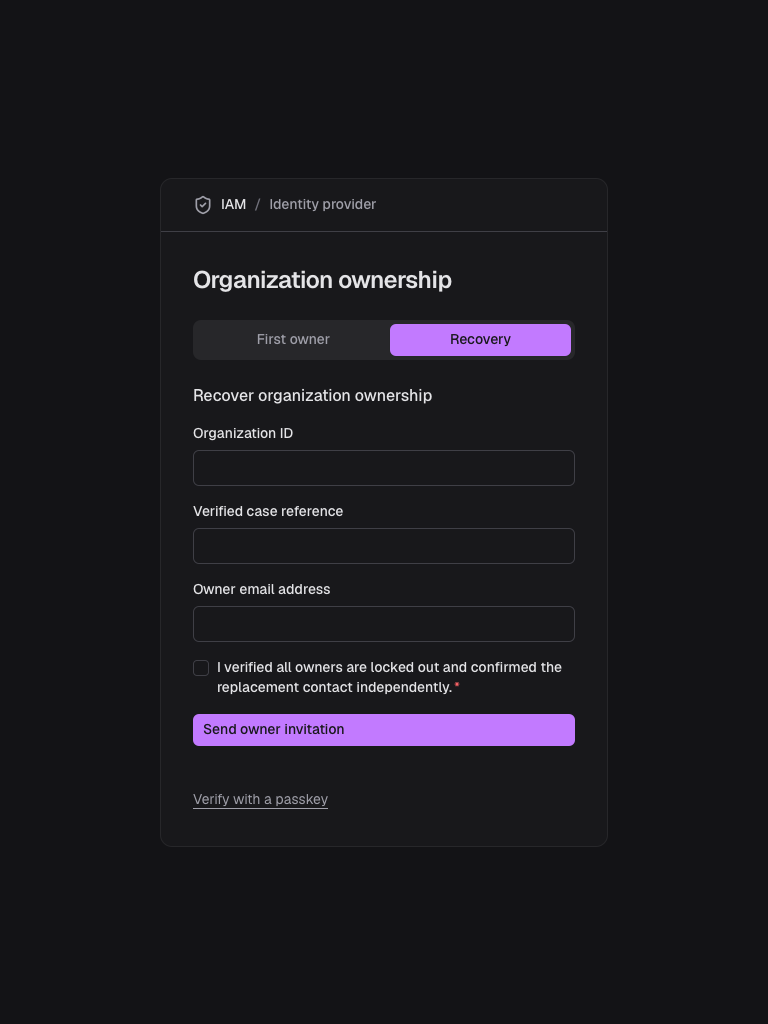 IAM / Identity provider
Organization ownership
First owner
Recovery
Recover organization ownership
Organization ID
Verified case reference
Owner email address
I verified all owners are locked out and confirmed the
replacement contact independently. *
Send owner invitation
Verify with a passkey